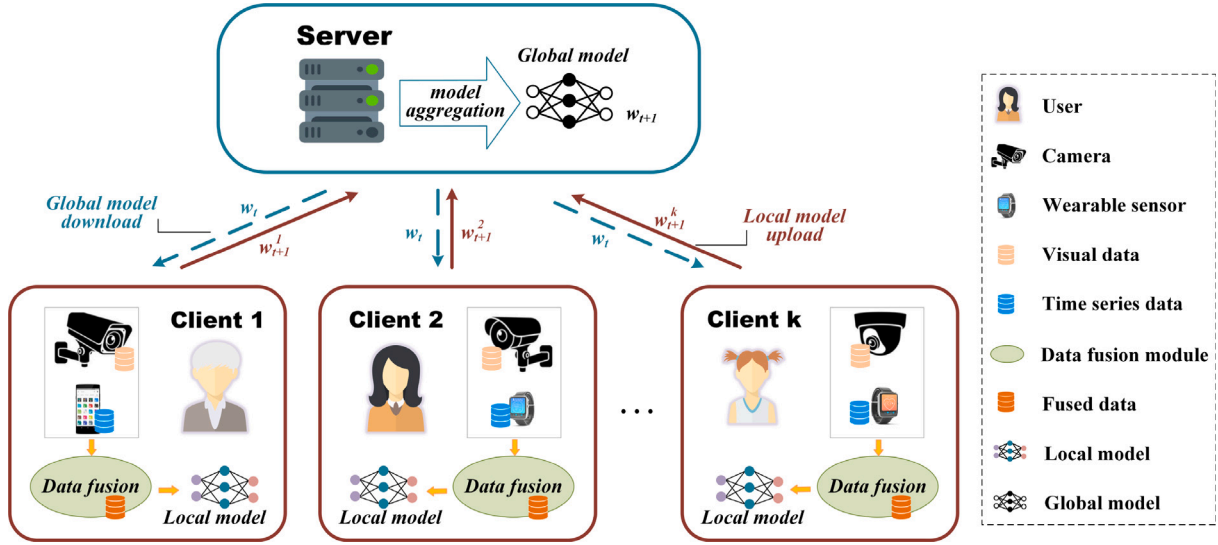 Server
Global model
model
aggregation
w_{t+1}
Global model
download
w_t
w^1_{t+1}
w_t
w^2_{t+1}
w^k_{t+1}
w_t
Local model
upload
Client 1
Data fusion
Local model
Client 2
Data fusion
Local model
...
Client k
Data fusion
Local model
User
Camera
Wearable sensor
Visual data
Time series data
Data fusion module
Fused data
Local model
Global model